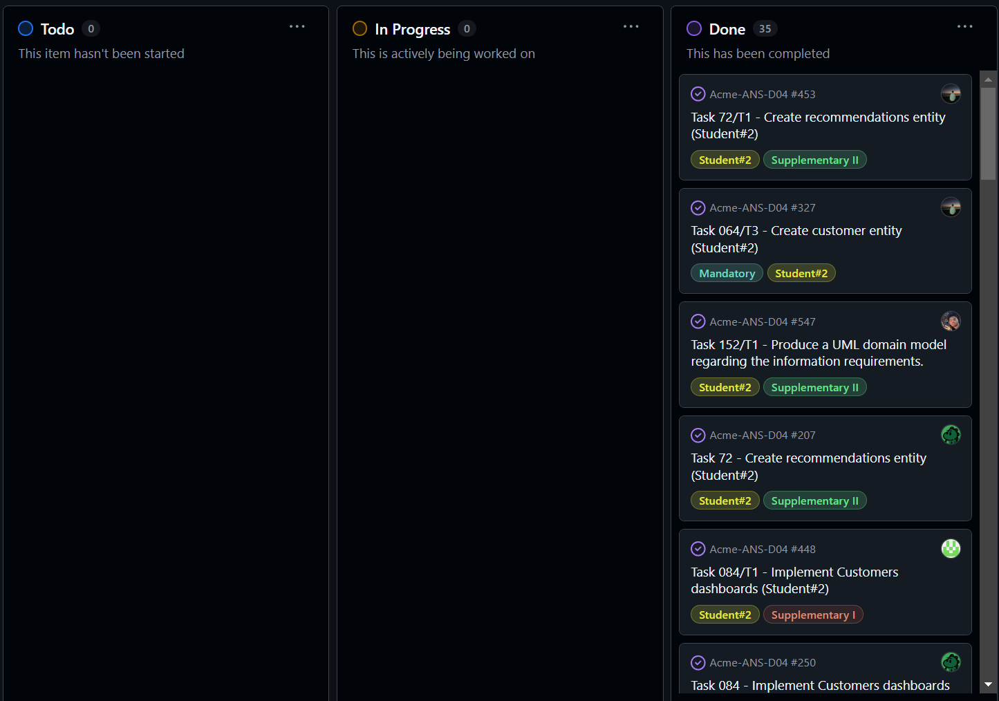 Todo 0
This item hasn't been started
In Progress 0
This is actively being worked on
Done 35
This has been completed
Acme-ANS-D04 #453
Task 72/T1 - Create recommendations entity
(Student#2)
Student#2 Supplementary II
Acme-ANS-D04 #327
Task 064/T3 - Create customer entity
(Student#2)
Mandatory Student#2
Acme-ANS-D04 #547
Task 152/T1 - Produce a UML domain model
regarding the information requirements.
Student#2 Supplementary II
Acme-ANS-D04 #207
Task 72 - Create recommendations entity
(Student#2)
Student#2 Supplementary II
Acme-ANS-D04 #448
Task 084/T1 - Implement Customers
dashboards (Student#2)
Student#2 Supplementary I
Acme-ANS-D04 #250
Task 084 - Implement Customers dashboards